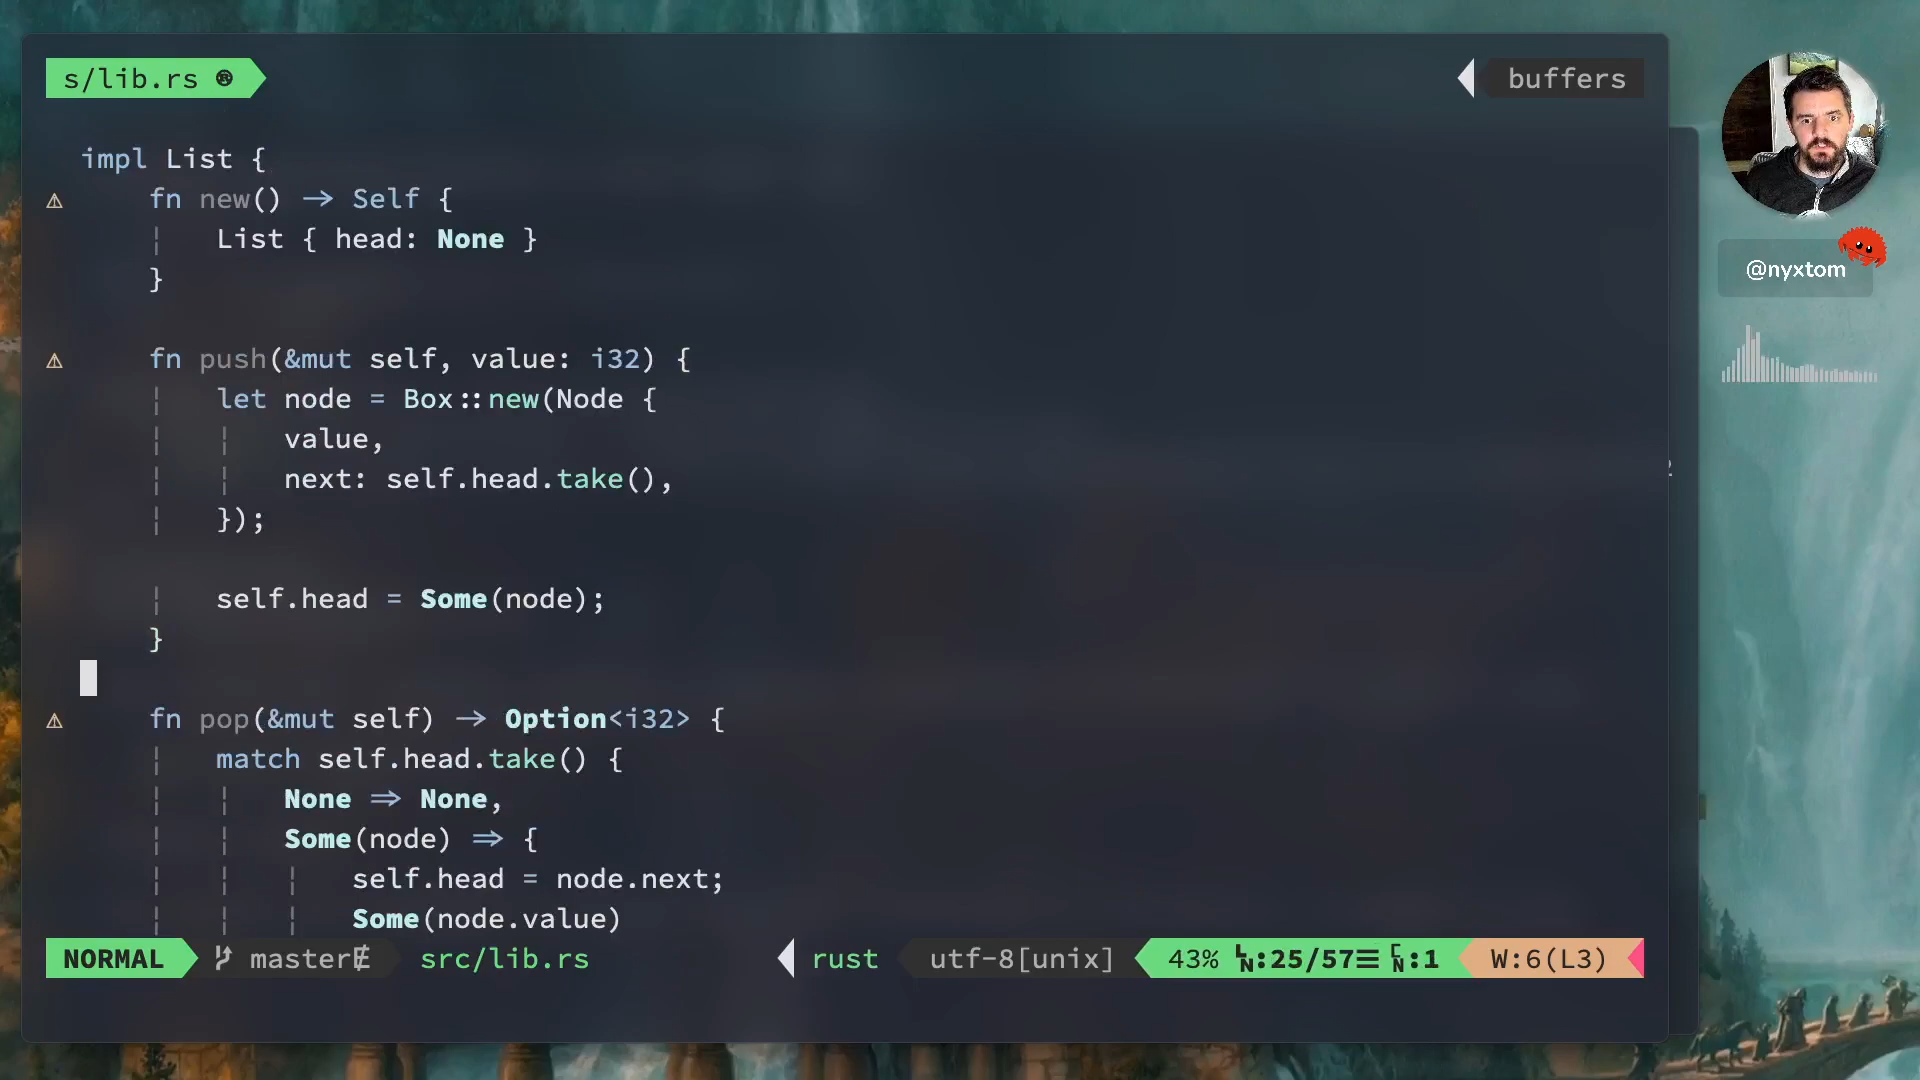 s/lib.rs
buffers
impl List {
fn new() -> Self {
List { head: None }
}
fn push(&mut self, value: i32) {
let node = Box::new(Node {
value,
next: self.head.take(),
});
self.head = Some(node);
}
fn pop(&mut self) -> Option<i32> {
match self.head.take() {
None => None,
Some(node) => {
self.head = node.next;
Some(node.value)
NORMAL master src/lib.rs rust utf-8[unix] 43% LN:25/57≡ CN:1 W:6(L3)
@nyxtom